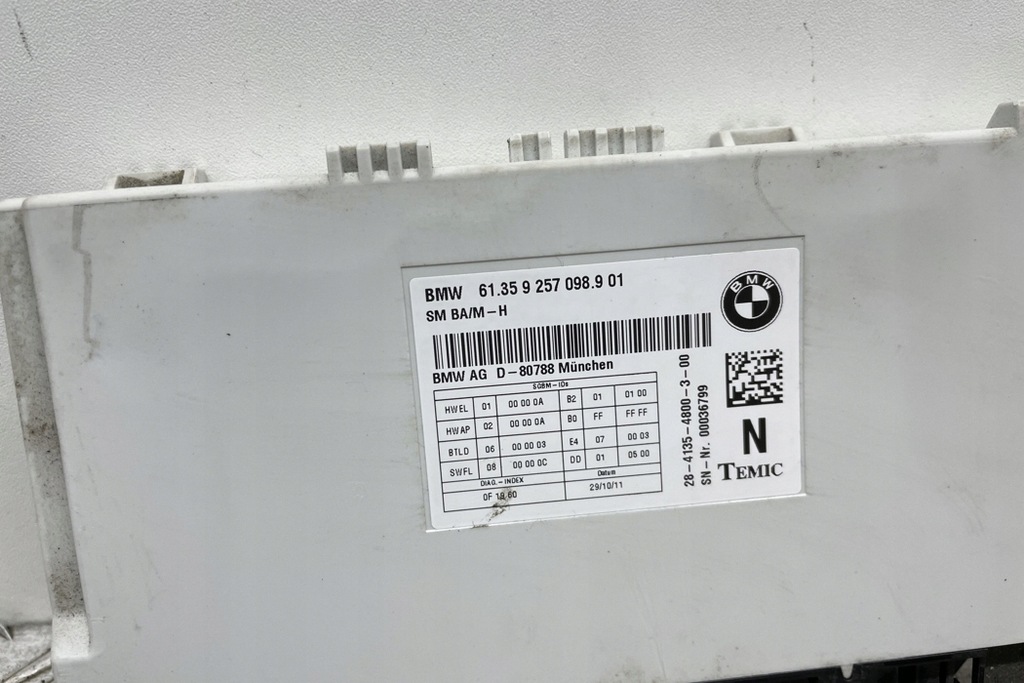 BMW 61.35 9 257 098.9 01
SM BA/M-H
BMW
BMW AG D-80788 München
SGBM-IDs
HWEL 01 00 00 0A B2 01 01 00
HWAP 02 00 00 0A B0 FF FF FF
BTLD 06 00 00 03 E4 07 00 03
SWFL 08 00 00 0C DD 01 05 00
DIAG.-INDEX Datum
0F 18,60 29/10/11
28-4135-4800-3-00
SN-Nr. 00036799
N
TEMIC